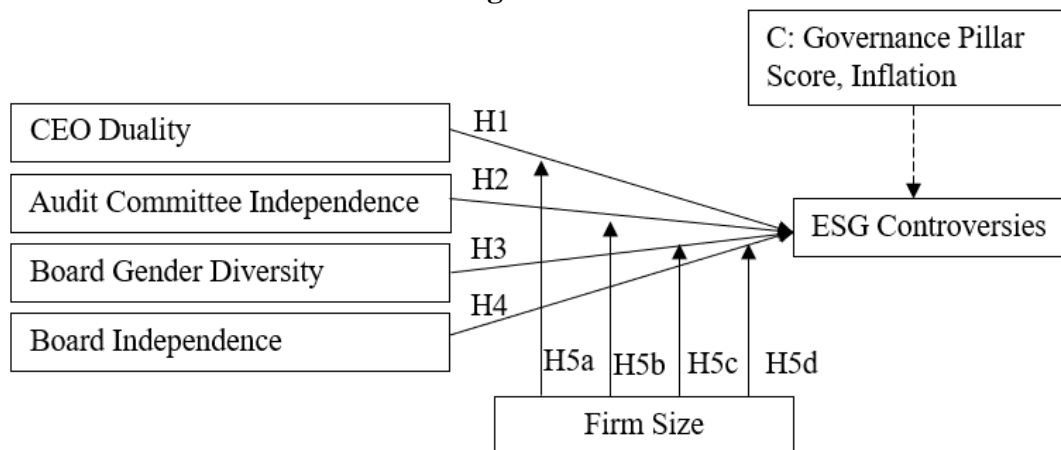 C: Governance Pillar
Score, Inflation
CEO Duality
H1
Audit Committee Independence
H2
ESG Controversies
Board Gender Diversity
H3
Board Independence
H4
H5a
H5b
H5c
H5d
Firm Size